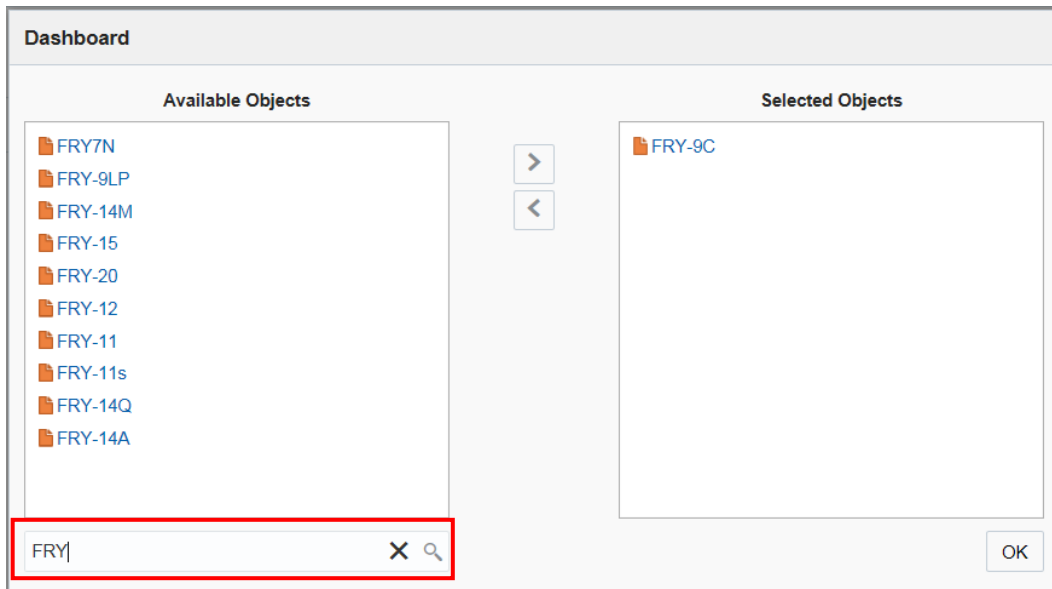 Dashboard
Available Objects
Selected Objects
FRY7N
FRY-9LP
FRY-14M
FRY-15
FRY-20
FRY-12
FRY-11
FRY-11s
FRY-14Q
FRY-14A
FRY-9C
FRY
OK